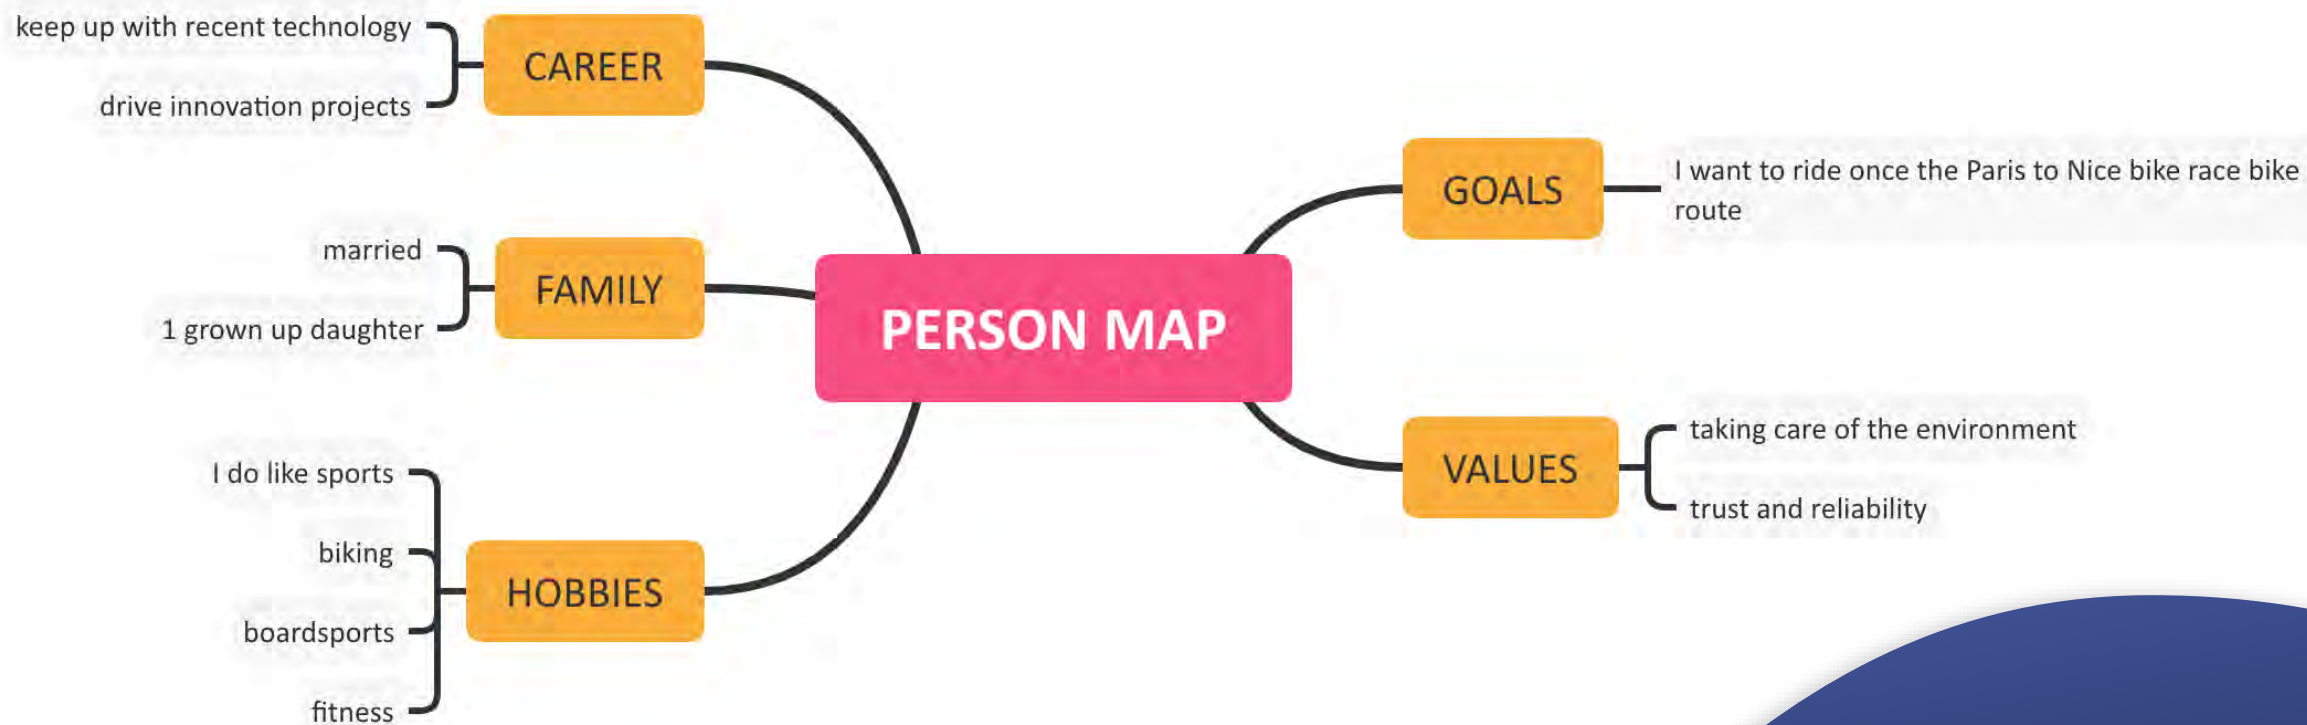 keep up with recent technology
CAREER
drive innovation projects
married
FAMILY
1 grown up daughter
I do like sports
biking
HOBBIES
boardsports
fitness
PERSON MAP
GOALS
I want to ride once the Paris to Nice bike race bike
route
VALUES
taking care of the environment
trust and reliability